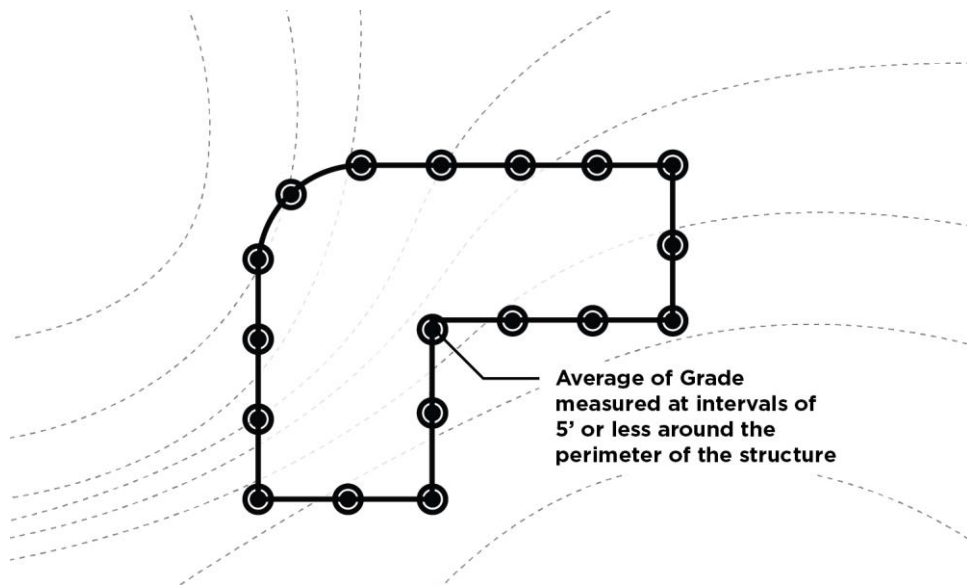 Average of Grade
measured at intervals of
5’ or less around the
perimeter of the structure